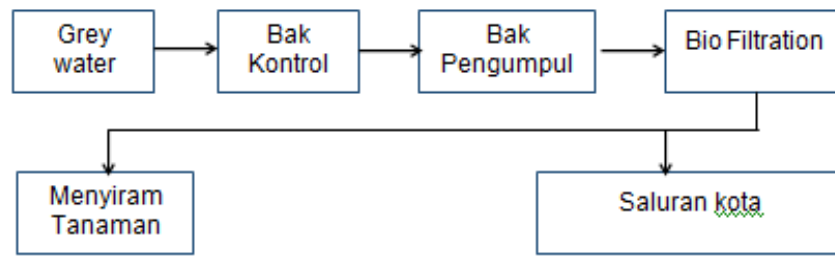 Grey
water
Bak
Kontrol
Bak
Pengumpul
Bio Filtration
Menyiram
Tanaman
Saluran kota